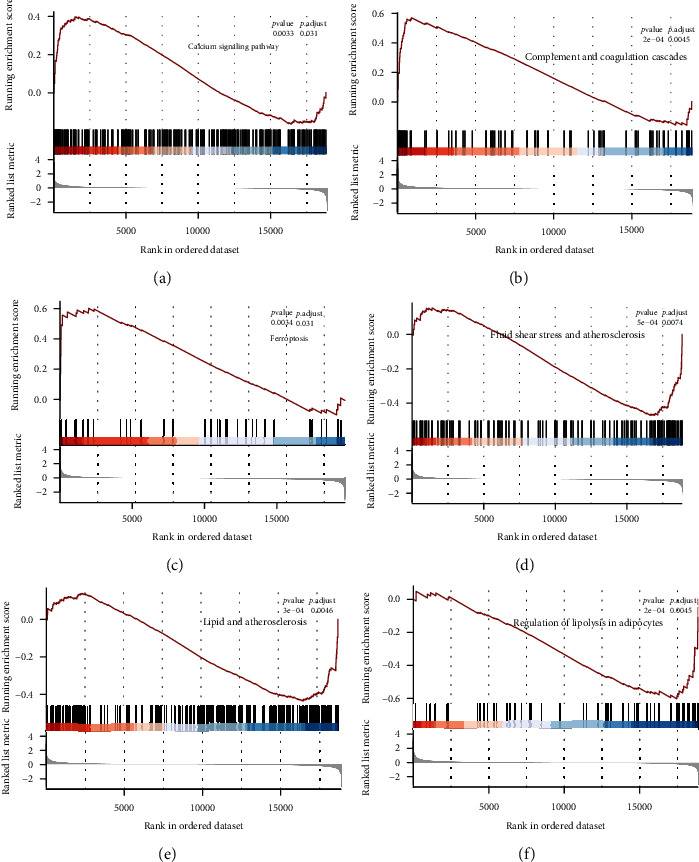 Running enrichment score
0.4
0.2
0.0
pvalue p.adjust
0.0033 0.031
Calcium signaling pathway
Ranked list metric
4
2
0
−2
5000 10000 15000
Rank in ordered dataset
(a)
Running enrichment score
0.6
0.4
0.2
0.0
pvalue p.adjust
2e−04 0.0045
Complement and coagulation cascades
Ranked list metric
4
2
0
−2
5000 10000 15000
Rank in ordered dataset
(b)
Running enrichment score
0.6
0.4
0.2
0.0
pvalue p.adjust
0.0034 0.031
Ferroptosis
Ranked list metric
4
2
0
−2
5000 10000 15000
Rank in ordered dataset
(c)
Running enrichment score
0.0
−0.2
−0.4
pvalue p.adjust
5e−04 0.0074
Fluid shear stress and atherosclerosis
Ranked list metric
4
2
0
−2
5000 10000 15000
Rank in ordered dataset
(d)
Running enrichment score
0.0
−0.2
−0.4
pvalue p.adjust
3e−04 0.0046
Lipid and atherosclerosis
Ranked list metric
4
2
0
−2
5000 10000 15000
Rank in ordered dataset
(e)
Running enrichment score
0.0
−0.2
−0.4
−0.6
pvalue p.adjust
2e−04 0.0045
Regulation of lipolysis in adipocytes
Ranked list metric
4
2
0
−2
5000 10000 15000
Rank in ordered dataset
(f)